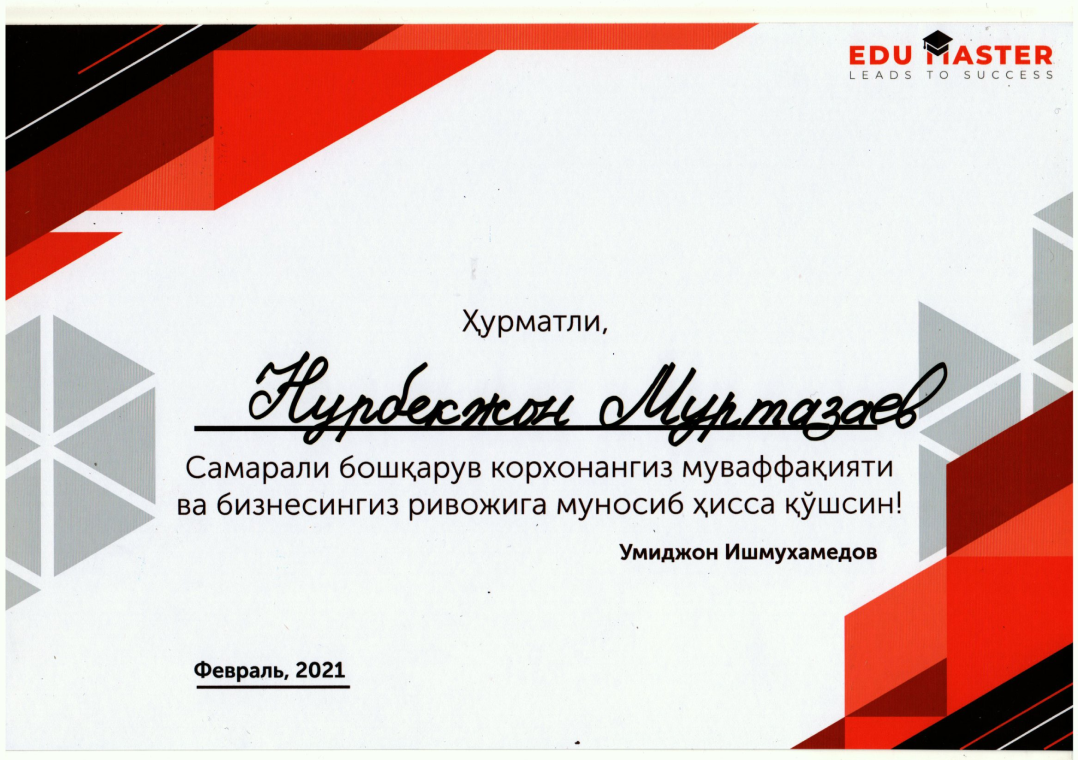 EDU MASTER
LEADS TO SUCCESS
Ҳурматли,
Нурбекжон Муртазаев
Самарали бошқарув корхонангиз муваффақияти
ва бизнесингиз ривожига муносиб ҳисса қўшсин!
Умиджон Ишмухамедов
Февраль, 2021